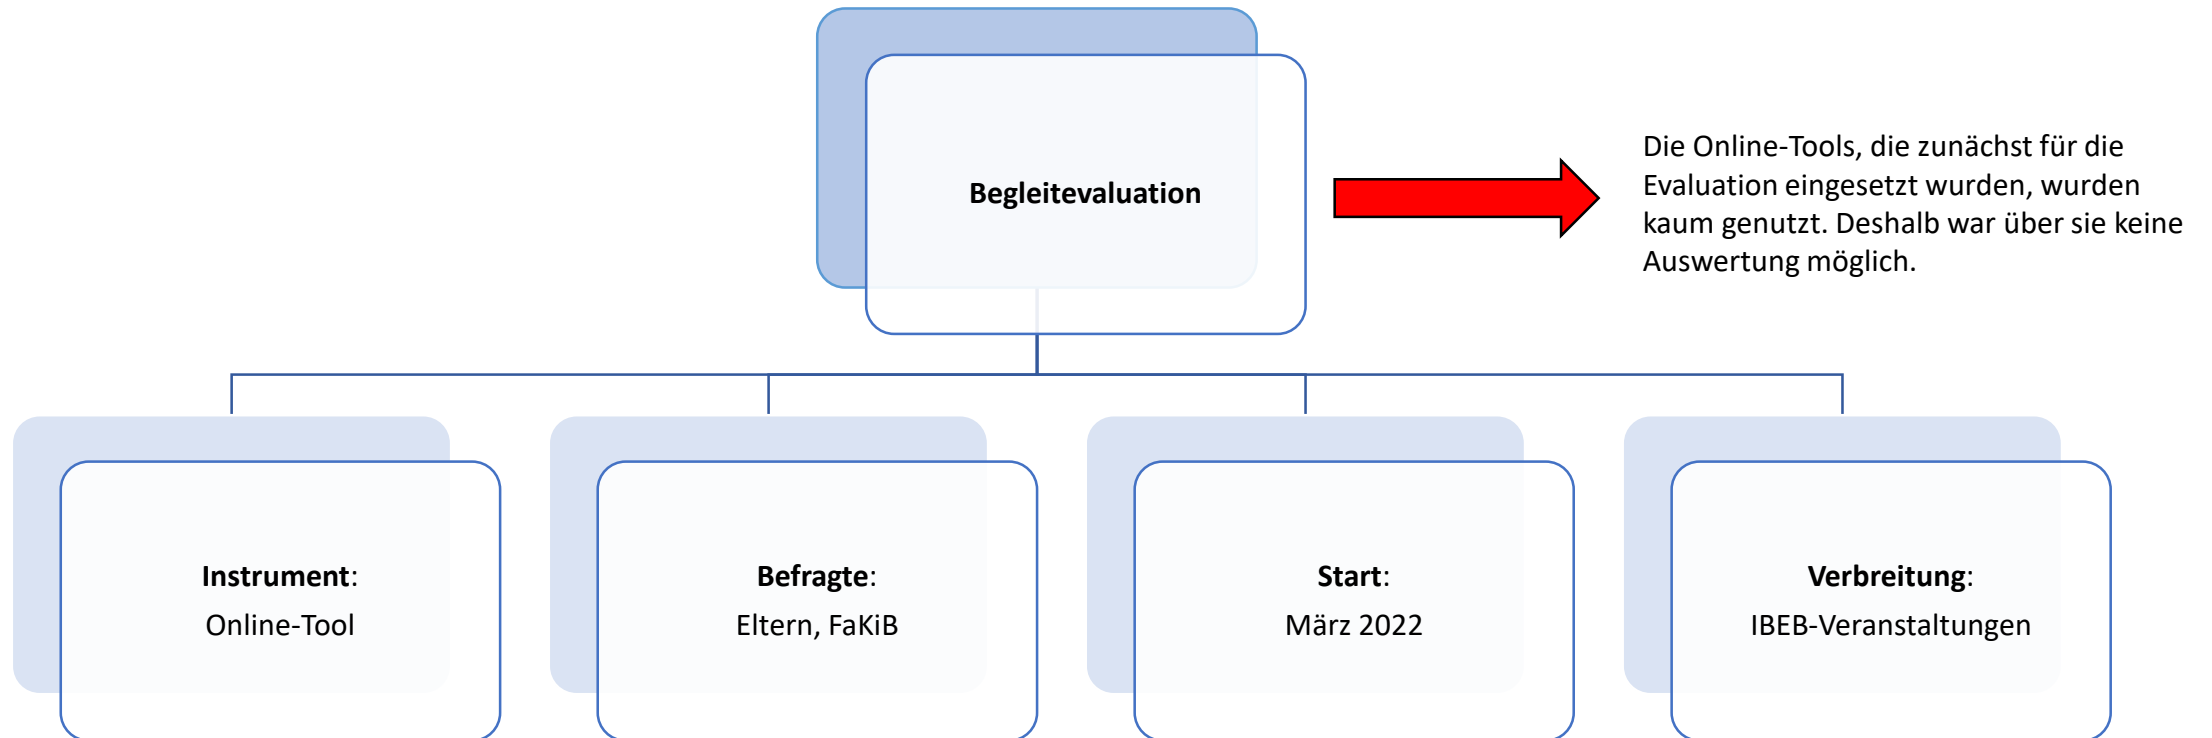 Begleitevaluation
Die Online-Tools, die zunächst für die
Evaluation eingesetzt wurden, wurden
kaum genutzt. Deshalb war über sie keine
Auswertung möglich.
Instrument:
Online-Tool
Befragte:
Eltern, FaKiB
Start:
März 2022
Verbreitung:
IBEB-Veranstaltungen